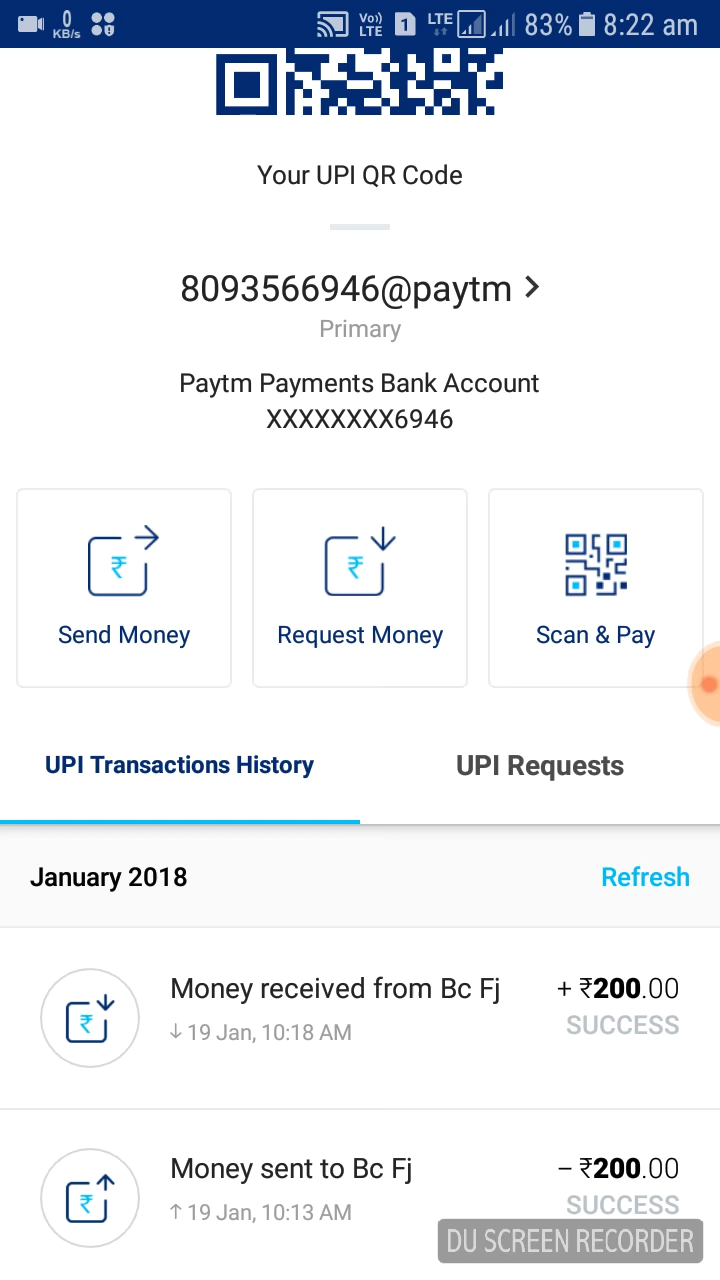 0 KB/s Vo)) LTE 1 LTE 83% 8:22 am
Your UPI QR Code
8093566946@paytm >
Primary
Paytm Payments Bank Account
XXXXXXXX6946
₹ ₹
Send Money Request Money Scan & Pay
UPI Transactions History UPI Requests
January 2018 Refresh
Money received from Bc Fj + ₹200.00
₹ ↓ 19 Jan, 10:18 AM SUCCESS
Money sent to Bc Fj – ₹200.00
₹ ↑ 19 Jan, 10:13 AM SUCCESS
DU SCREEN RECORDER